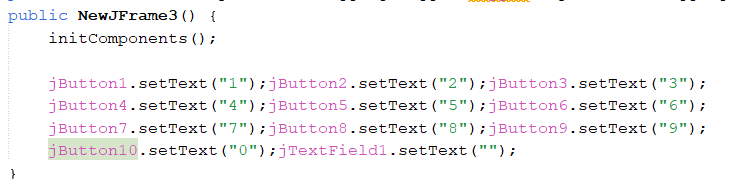 public NewJFrame3() {
initComponents();
jButton1.setText("1");jButton2.setText("2");jButton3.setText("3");
jButton4.setText("4");jButton5.setText("5");jButton6.setText("6");
jButton7.setText("7");jButton8.setText("8");jButton9.setText("9");
jButton10.setText("0");jTextField1.setText("");
}